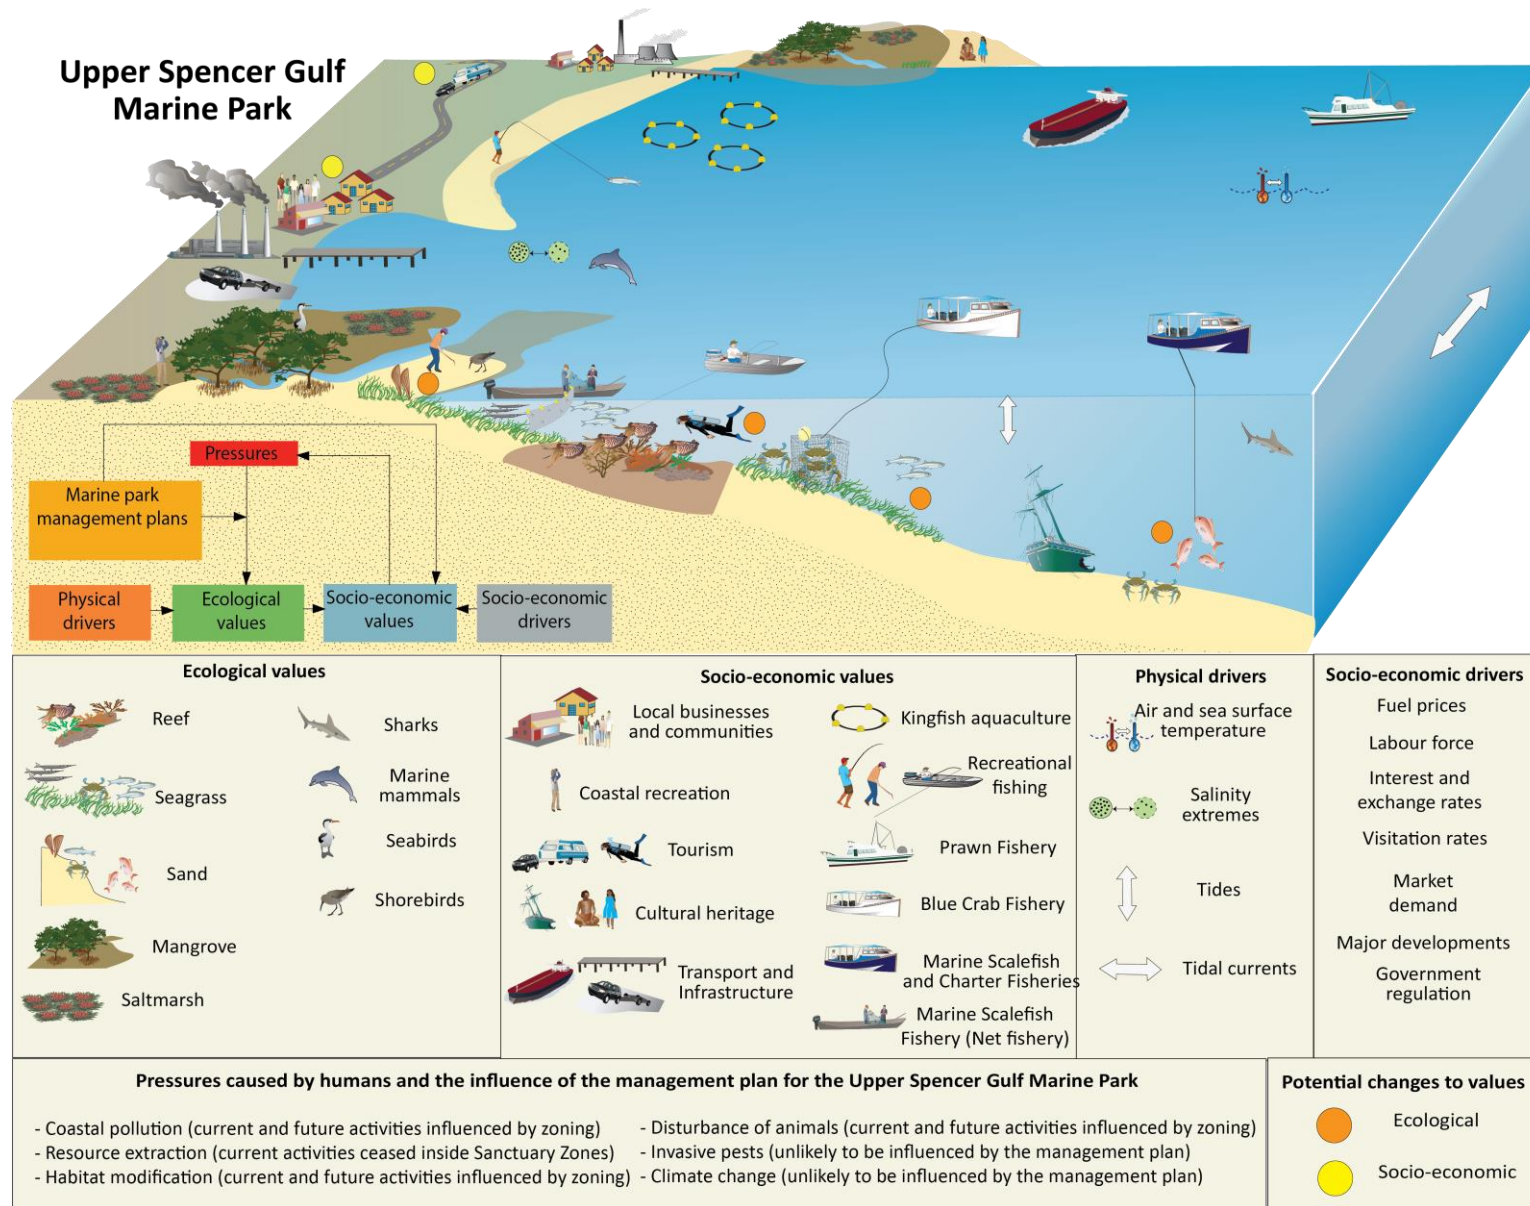 Upper Spencer Gulf
Marine Park
Pressures
Marine park
management plans
Physical
drivers
Ecological
values
Socio-economic
values
Socio-economic
drivers
Ecological values
Reef
Seagrass
Sand
Mangrove
Saltmarsh
Sharks
Marine
mammals
Seabirds
Shorebirds
Socio-economic values
Local businesses
and communities
Coastal recreation
Tourism
Cultural heritage
Transport and
Infrastructure
Kingfish aquaculture
Recreational
fishing
Prawn Fishery
Blue Crab Fishery
Marine Scalefish
and Charter Fisheries
Marine Scalefish
Fishery (Net fishery)
Physical drivers
Air and sea surface
temperature
Salinity
extremes
Tides
Tidal currents
Socio-economic drivers
Fuel prices
Labour force
Interest and
exchange rates
Visitation rates
Market
demand
Major developments
Government
regulation
Pressures caused by humans and the influence of the management plan for the Upper Spencer Gulf Marine Park
- Coastal pollution (current and future activities influenced by zoning)
- Resource extraction (current activities ceased inside Sanctuary Zones)
- Habitat modification (current and future activities influenced by zoning)
- Disturbance of animals (current and future activities influenced by zoning)
- Invasive pests (unlikely to be influenced by the management plan)
- Climate change (unlikely to be influenced by the management plan)
Potential changes to values
Ecological
Socio-economic